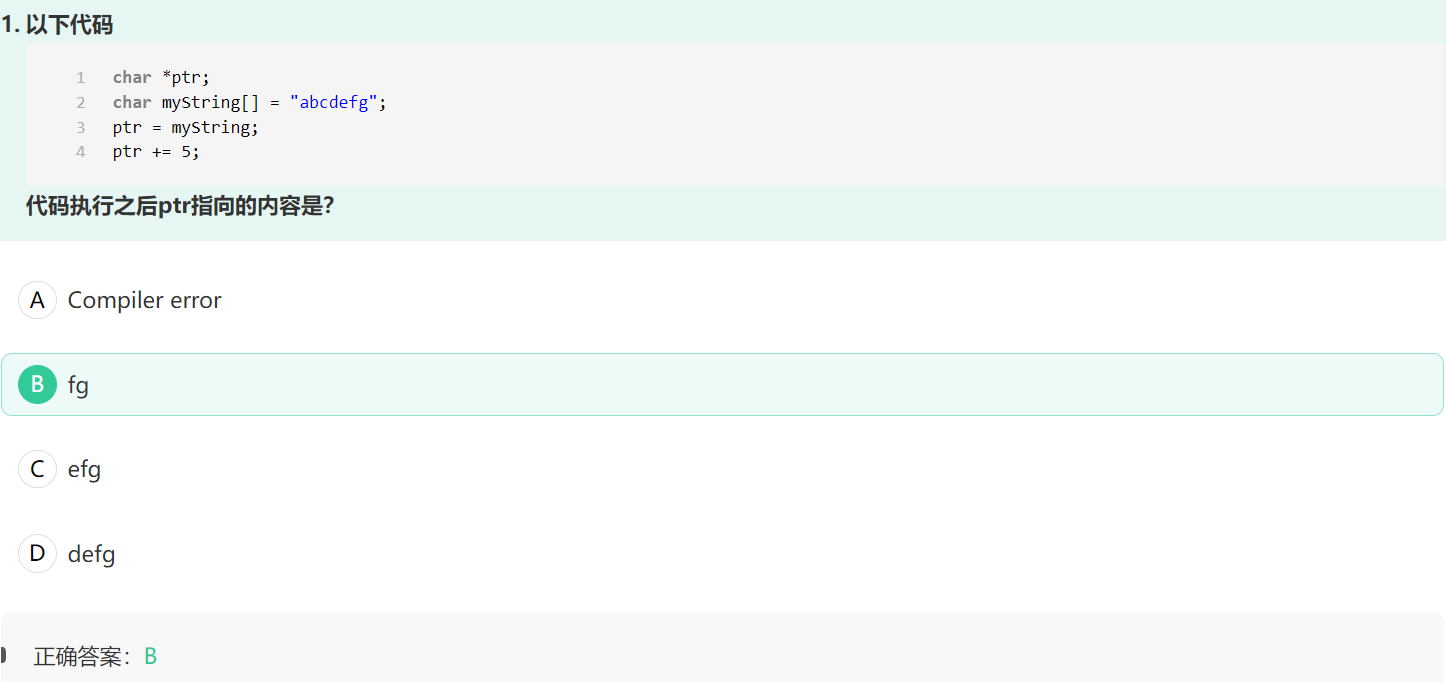 1. 以下代码
1 char *ptr;
2 char myString[] = "abcdefg";
3 ptr = myString;
4 ptr += 5;
代码执行之后ptr指向的内容是?
A Compiler error
B fg
C efg
D defg
正确答案: B